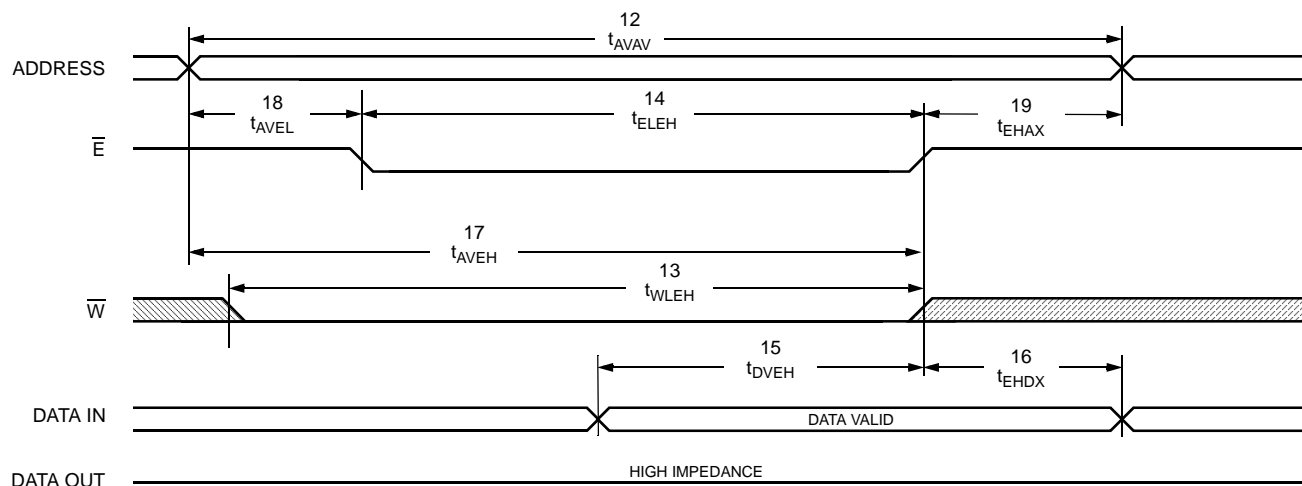 12
tAVAV
ADDRESS
18
tAVEL
14
tELEH
19
tEHAX
E̅
17
tAVEH
13
tWLEH
W̅
15
tDVEH
16
tEHDX
DATA IN
DATA VALID
DATA OUT
HIGH IMPEDANCE